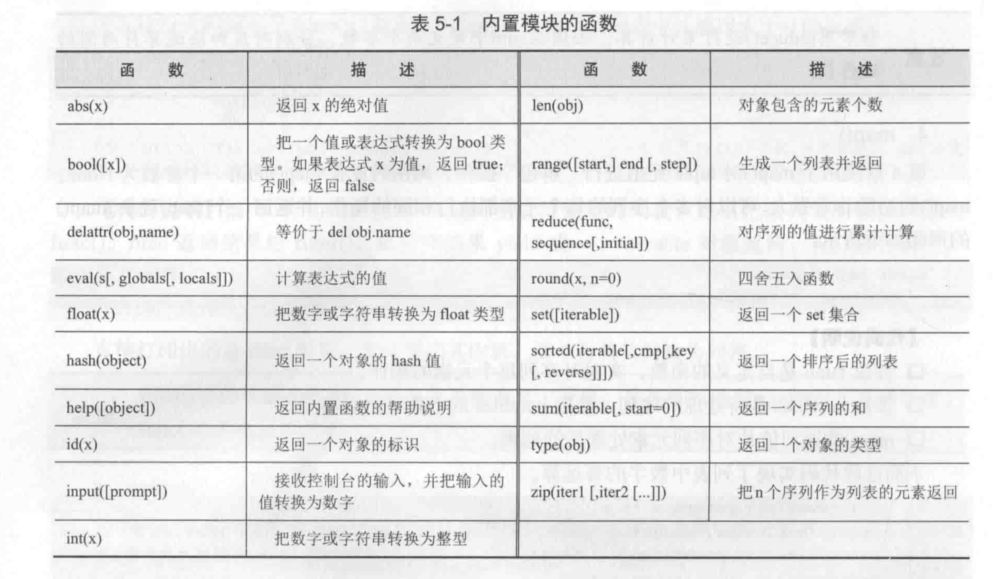 表 5-1 内置模块的函数
函 数 描 述 函 数 描 述
abs(x) 返回 x 的绝对值 len(obj) 对象包含的元素个数
bool([x]) 把一个值或表达式转换为 bool 类
型。如果表达式 x 为值，返回 true；
否则，返回 false
range([start,] end [, step]) 生成一个列表并返回
delattr(obj,name) 等价于 del obj.name reduce(func,
sequence[,initial]) 对序列的值进行累计计算
eval(s[, globals[, locals]]) 计算表达式的值 round(x, n=0) 四舍五入函数
float(x) 把数字或字符串转换为 float 类型 set([iterable]) 返回一个 set 集合
hash(object) 返回一个对象的 hash 值 sorted(iterable[,cmp[,key
[, reverse]]]) 返回一个排序后的列表
help([object]) 返回内置函数的帮助说明 sum(iterable[, start=0]) 返回一个序列的和
id(x) 返回一个对象的标识 type(obj) 返回一个对象的类型
input([prompt]) 接收控制台的输入，并把输入的
值转换为数字
zip(iter1 [,iter2 [...]]) 把 n 个序列作为列表的元素返回
int(x) 把数字或字符串转换为整型